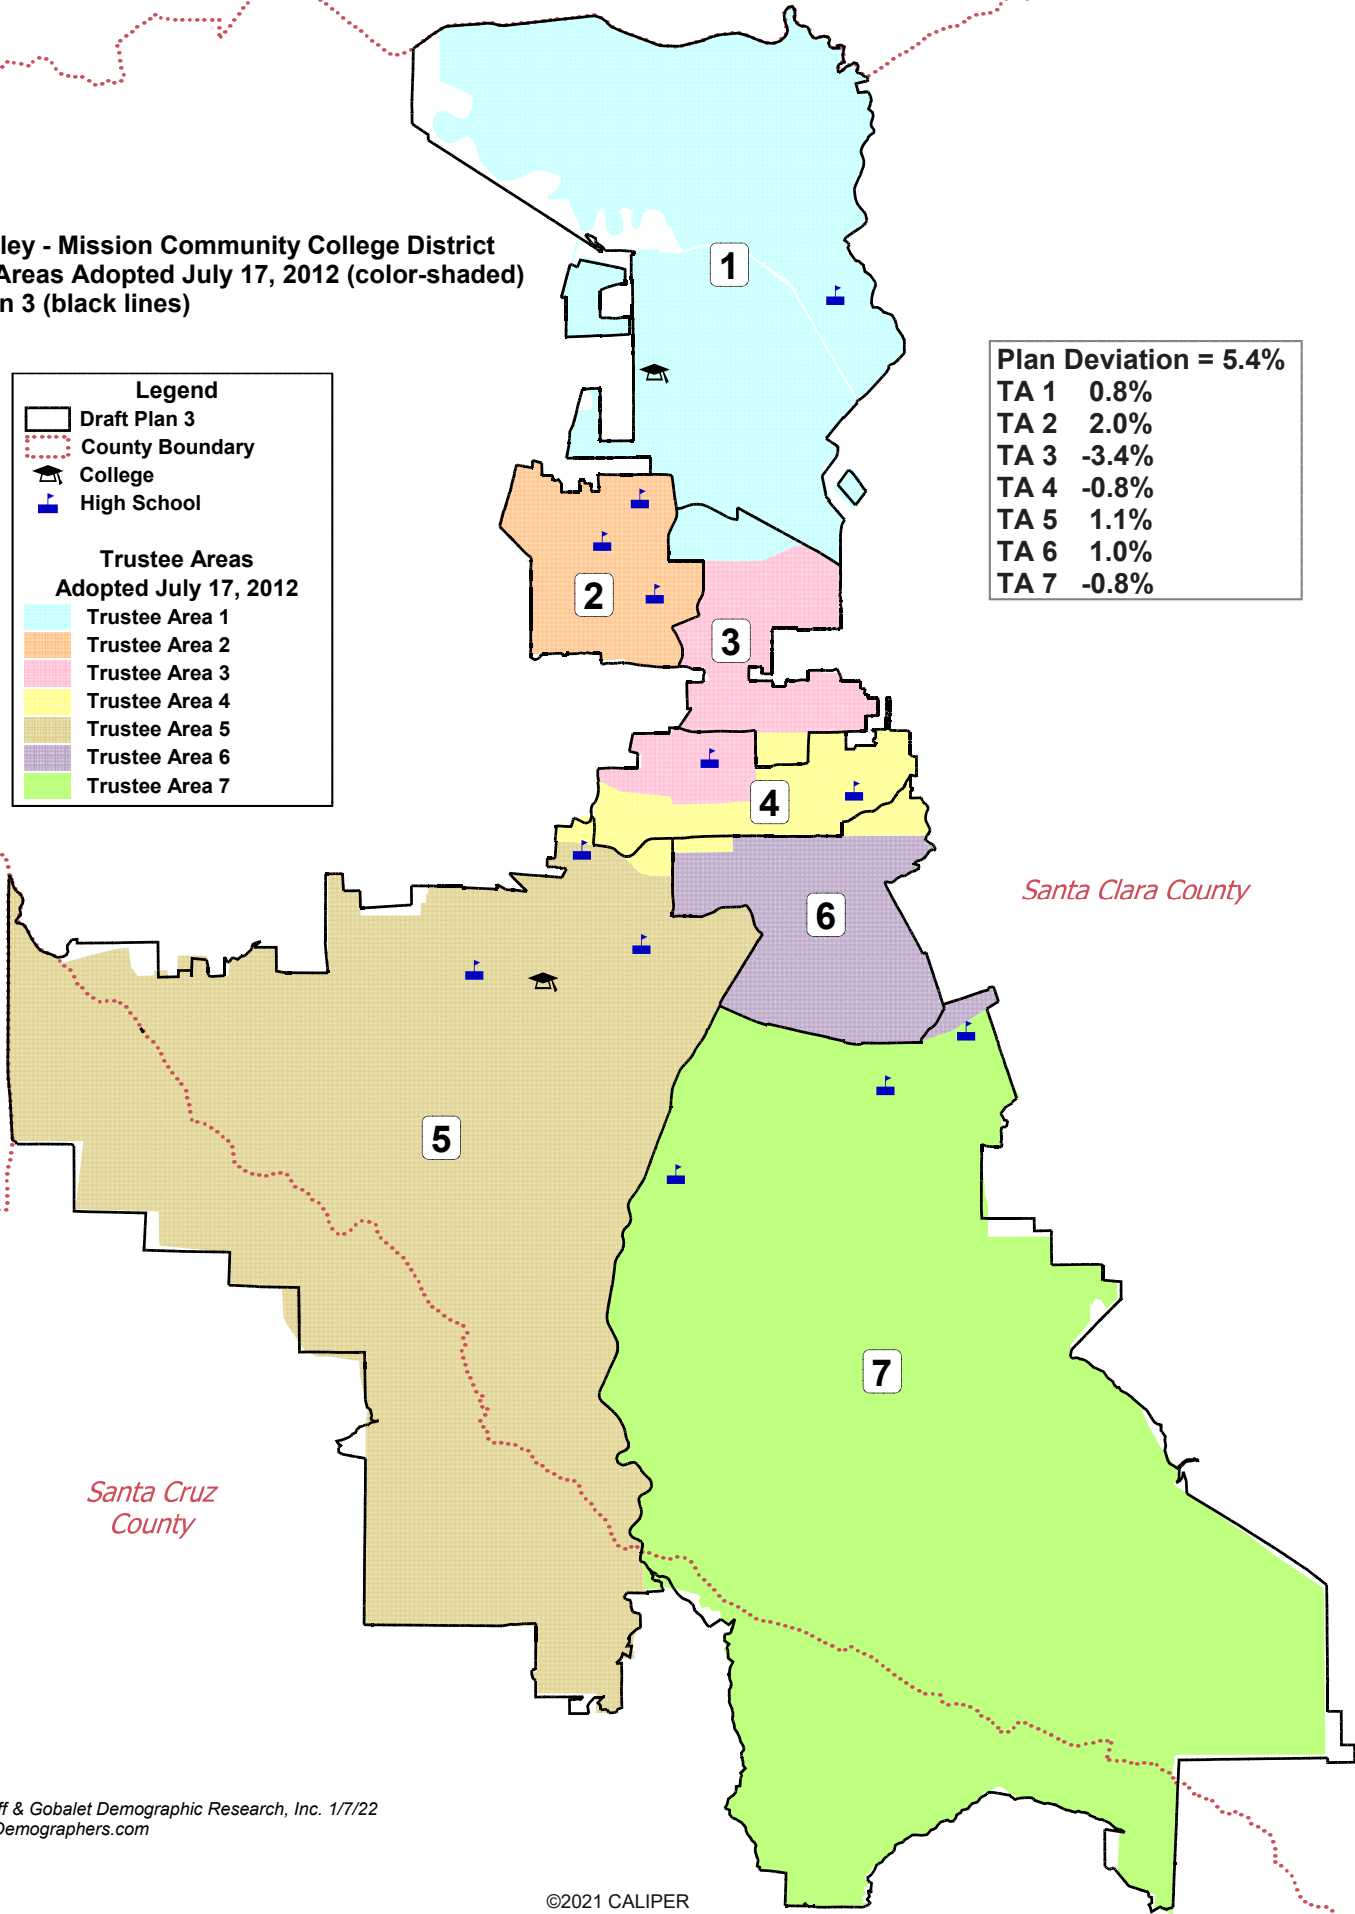 ley - Mission Community College District
Areas Adopted July 17, 2012 (color-shaded)
n 3 (black lines)
Legend
Draft Plan 3
County Boundary
College
High School
Trustee Areas
Adopted July 17, 2012
Trustee Area 1
Trustee Area 2
Trustee Area 3
Trustee Area 4
Trustee Area 5
Trustee Area 6
Trustee Area 7
Plan Deviation = 5.4%
TA 1 0.8%
TA 2 2.0%
TA 3 -3.4%
TA 4 -0.8%
TA 5 1.1%
TA 6 1.0%
TA 7 -0.8%
1
2
3
4
5
6
7
Santa Clara County
Santa Cruz
County
ff & Gobalet Demographic Research, Inc. 1/7/22
Demographers.com
©2021 CALIPER